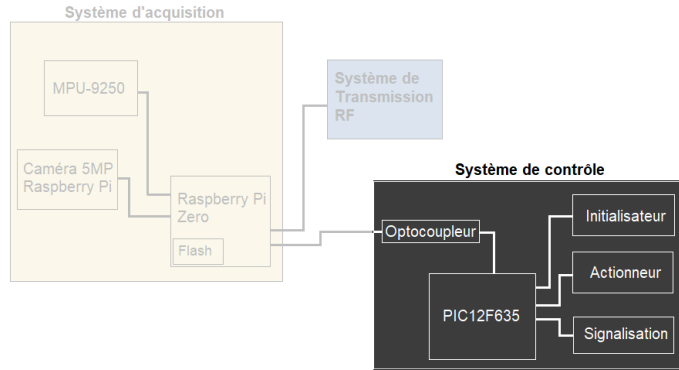 Système d'acquisition
MPU-9250
Caméra 5MP
Raspberry Pi
Raspberry Pi
Zero
Flash
Système de
Transmission
RF
Système de contrôle
Optocoupleur
PIC12F635
Initialisateur
Actionneur
Signalisation